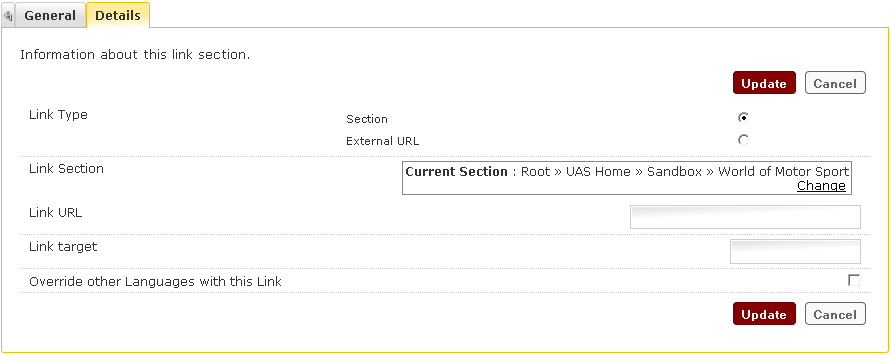 General Details
Information about this link section.
Update Cancel
Link Type
Section
External URL
Link Section
Current Section : Root » UAS Home » Sandbox » World of Motor Sport
Change
Link URL
Link target
Override other Languages with this Link
Update Cancel